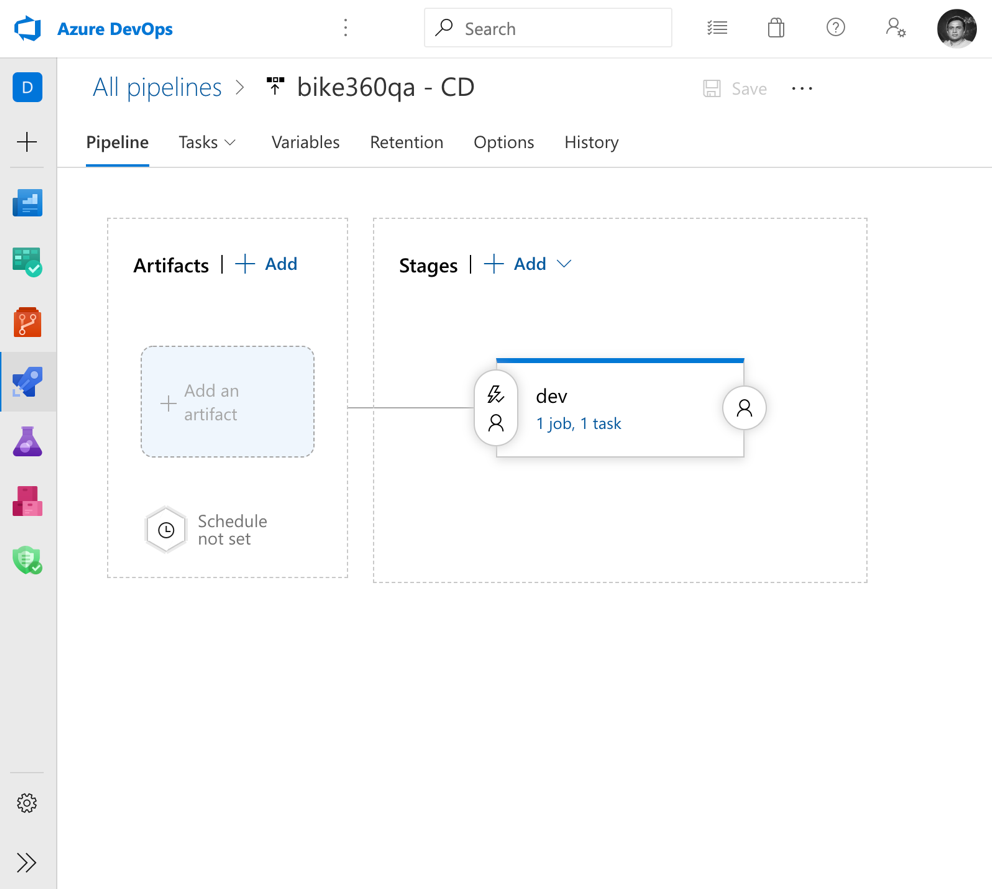 Azure DevOps
Search
D
All pipelines
bike360qa - CD
Save
Pipeline
Tasks
Variables
Retention
Options
History
Artifacts
Add
Stages
Add
Add an
artifact
dev
1 job, 1 task
Schedule
not set